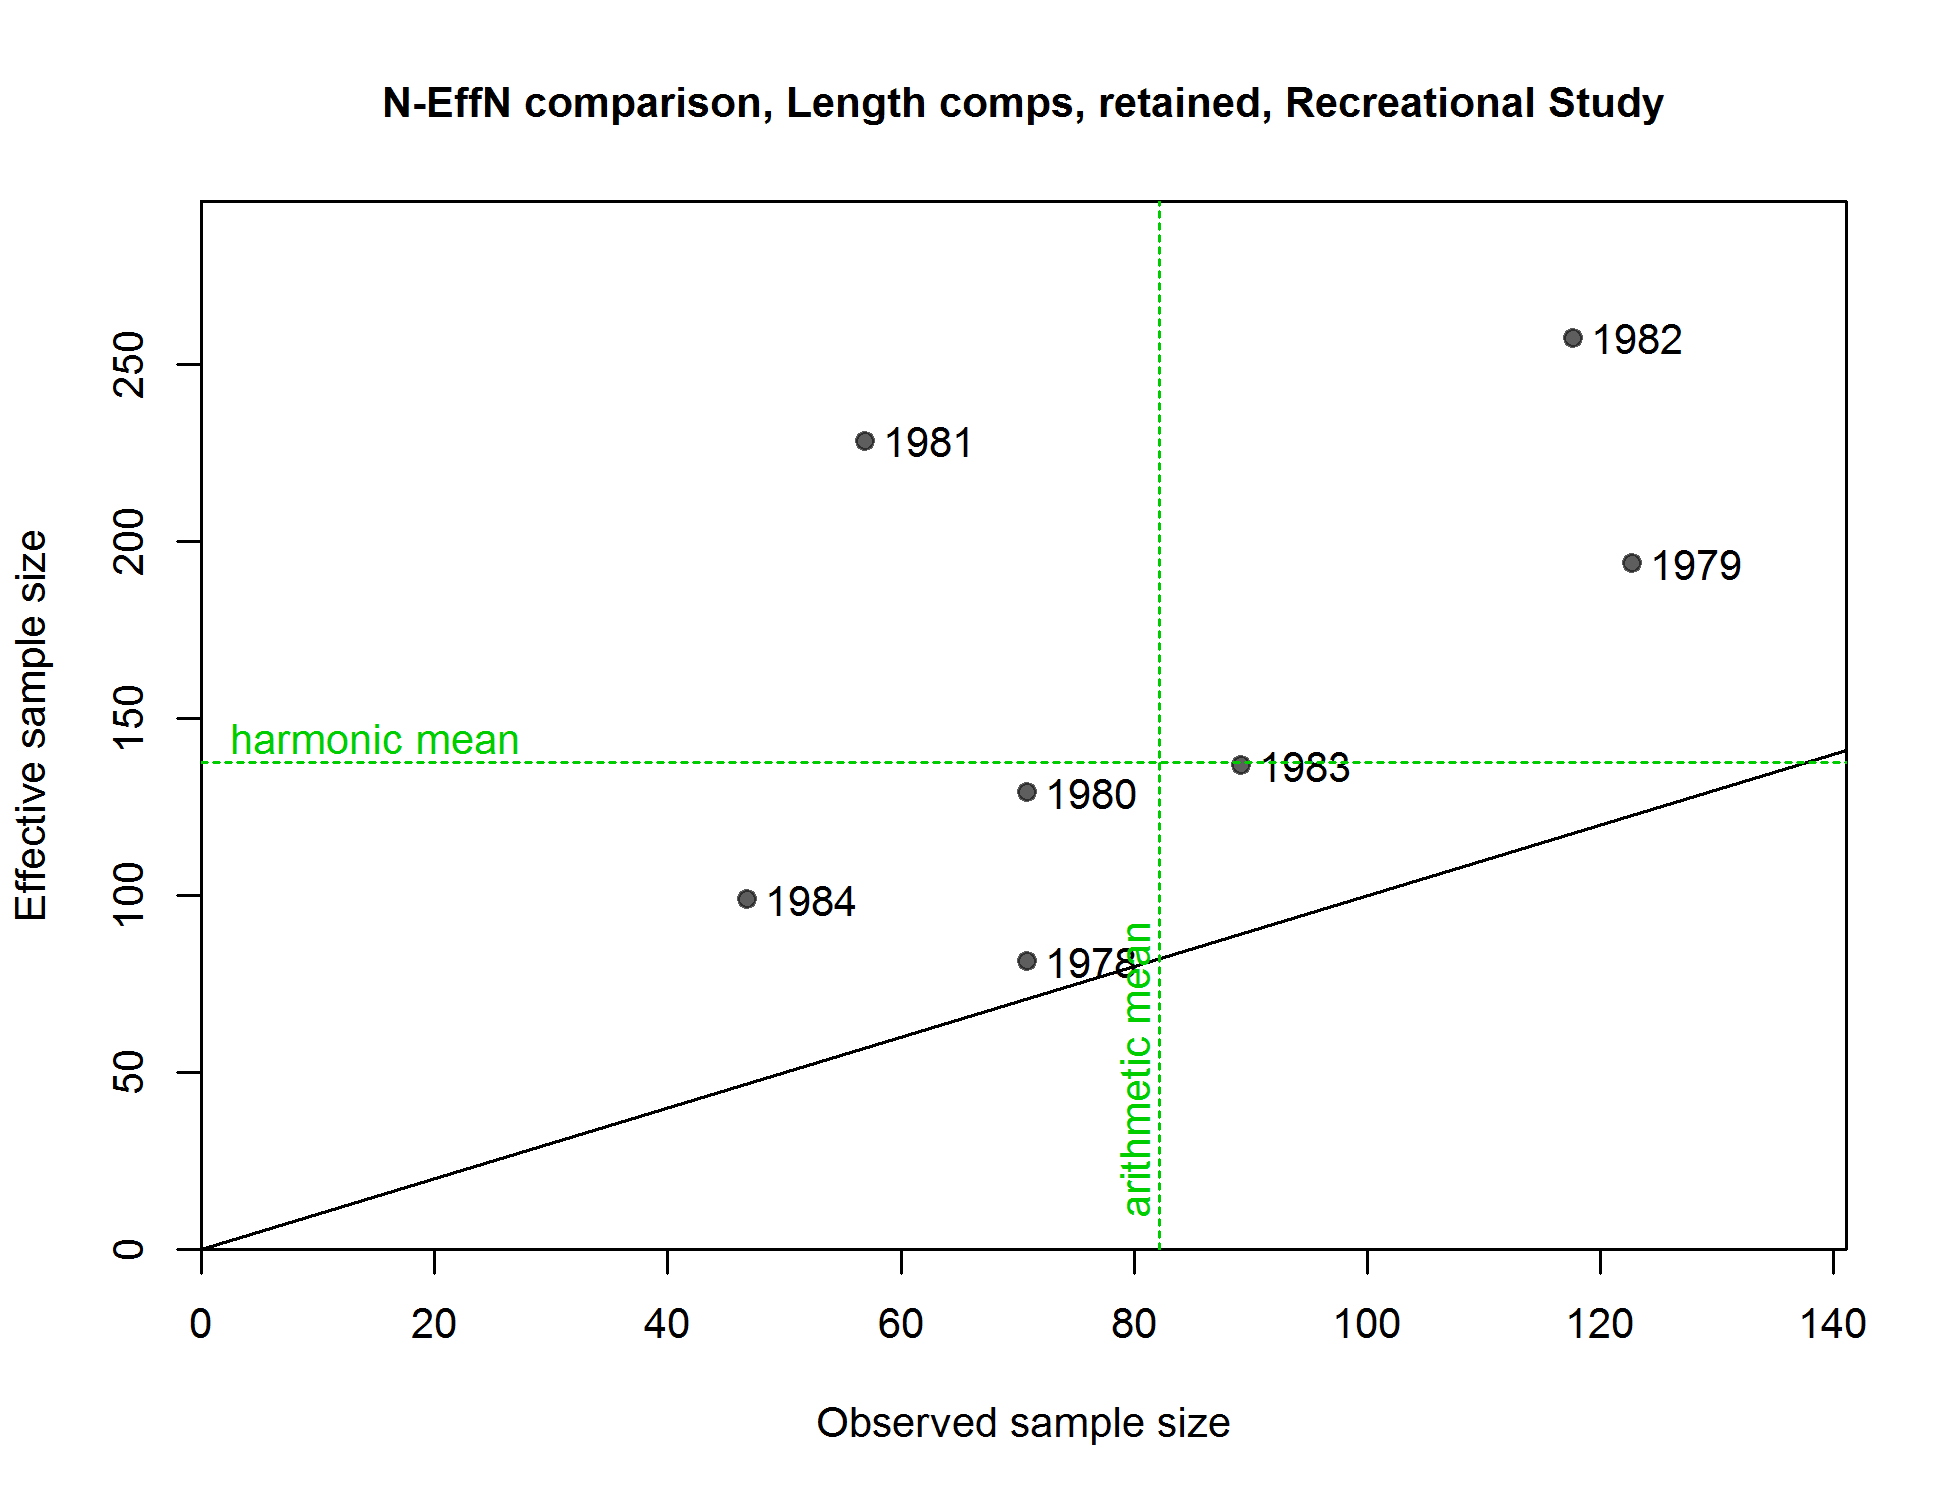 N-EffN comparison, Length comps, retained, Recreational Study
Effective sample size
250
200
150
100
50
0
1982
1981
1979
harmonic mean
1983
1980
1984
1978
arithmetic mean
0 20 40 60 80 100 120 140
Observed sample size